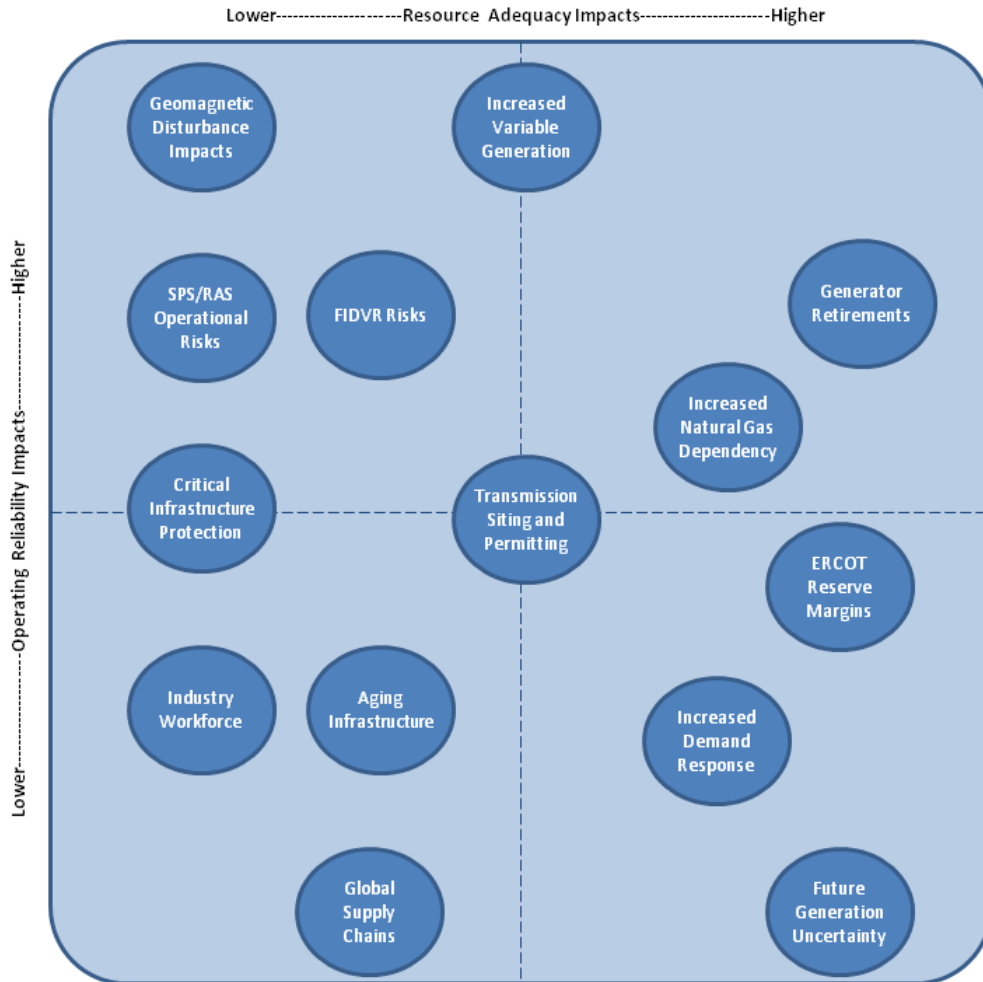 Lower--------------Resource Adequacy Impacts--------------Higher
Lower--------------Operating Reliability Impacts--------------Higher
Geomagnetic
Disturbance
Impacts
Increased
Variable
Generation
SPS/RAS
Operational
Risks
FIDVR Risks
Generator
Retirements
Increased
Natural Gas
Dependency
Critical
Infrastructure
Protection
Transmission
Siting and
Permitting
ERCOT
Reserve
Margins
Industry
Workforce
Aging
Infrastructure
Increased
Demand
Response
Global
Supply
Chains
Future
Generation
Uncertainty